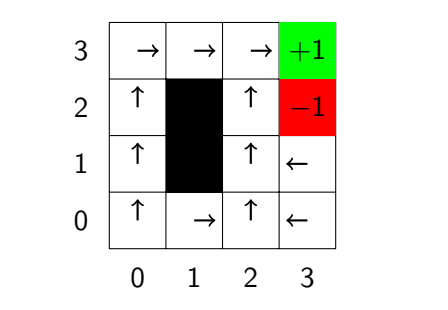 3 → → → +1
2 ↑ ↑ −1
1 ↑ ↑ ←
0 ↑ → ↑ ←
0 1 2 3